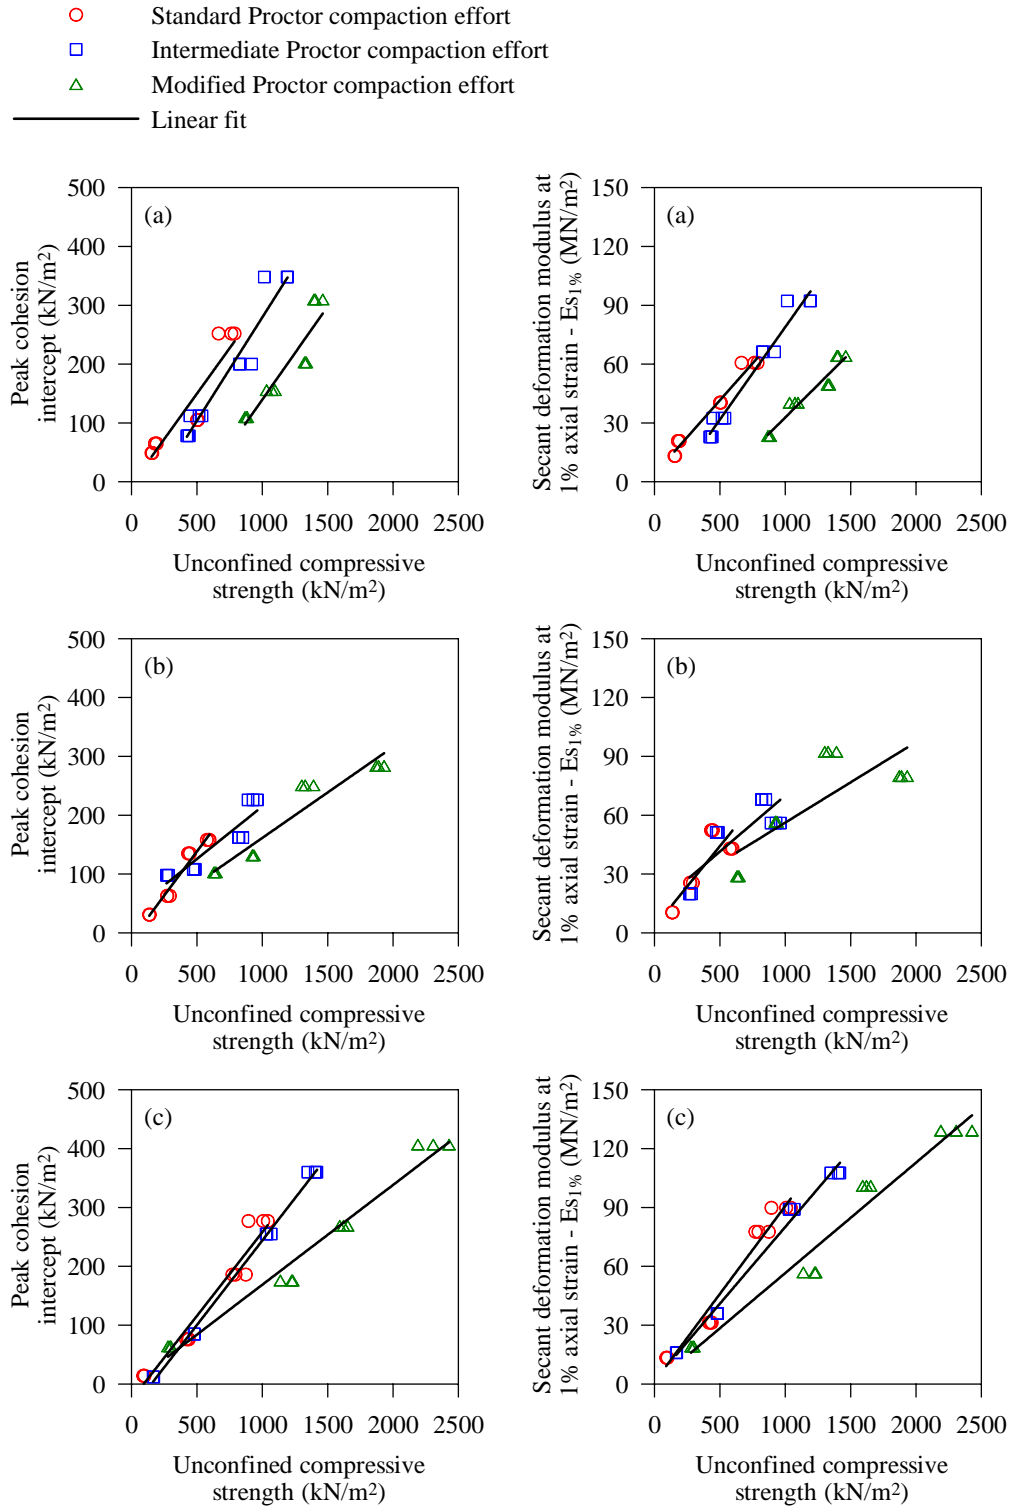 Standard Proctor compaction effort
Intermediate Proctor compaction effort
Modified Proctor compaction effort
Linear fit
Peak cohesion
intercept (kN/m²)
500
400
300
200
100
0
(a)
0 500 1000 1500 2000 2500
Unconfined compressive
strength (kN/m²)
Secant deformation modulus at
1% axial strain - Es1% (MN/m²)
150
120
90
60
30
0
(a)
0 500 1000 1500 2000 2500
Unconfined compressive
strength (kN/m²)
Peak cohesion
intercept (kN/m²)
500
400
300
200
100
0
(b)
0 500 1000 1500 2000 2500
Unconfined compressive
strength (kN/m²)
Secant deformation modulus at
1% axial strain - Es1% (MN/m²)
150
120
90
60
30
0
(b)
0 500 1000 1500 2000 2500
Unconfined compressive
strength (kN/m²)
Peak cohesion
intercept (kN/m²)
500
400
300
200
100
0
(c)
0 500 1000 1500 2000 2500
Unconfined compressive
strength (kN/m²)
Secant deformation modulus at
1% axial strain - Es1% (MN/m²)
150
120
90
60
30
0
(c)
0 500 1000 1500 2000 2500
Unconfined compressive
strength (kN/m²)